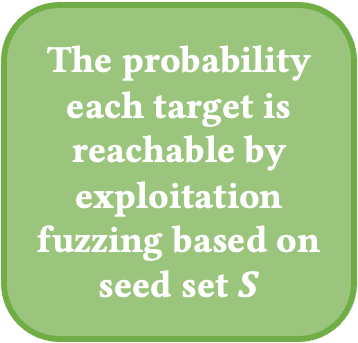 The probability
each target is
reachable by
exploitation
fuzzing based on
seed set S